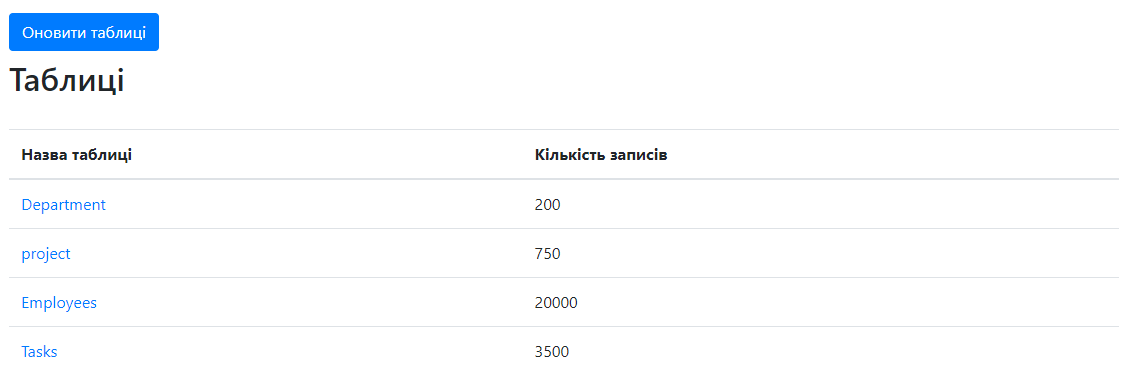 Оновити таблиці
Таблиці
Назва таблиці Кількість записів
Department 200
project 750
Employees 20000
Tasks 3500